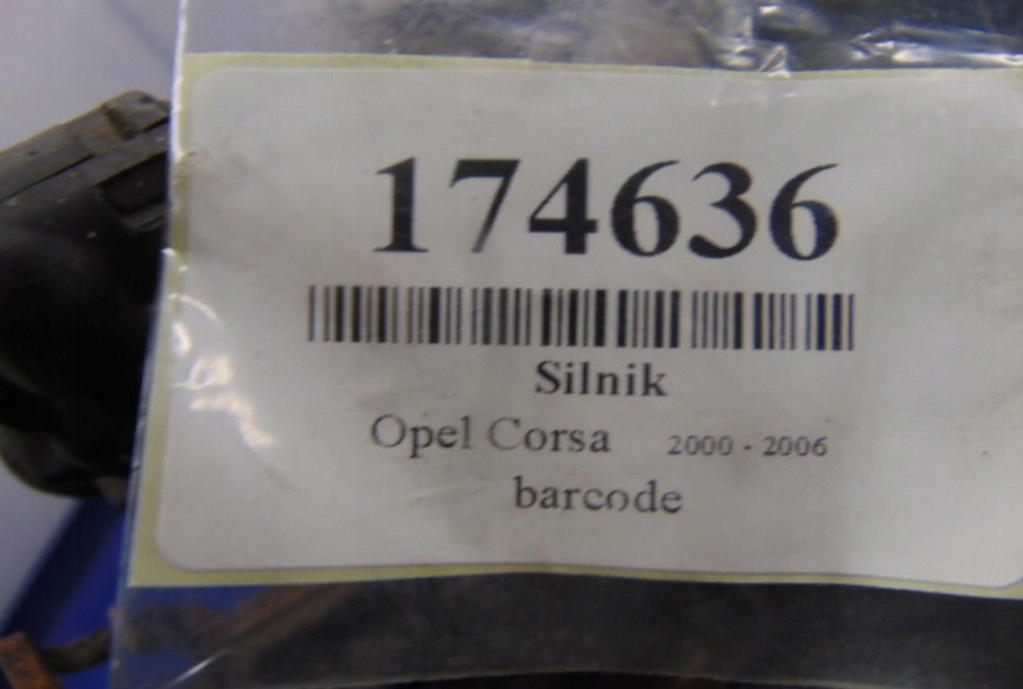 174636
Silnik
Opel Corsa 2000 - 2006
barcode